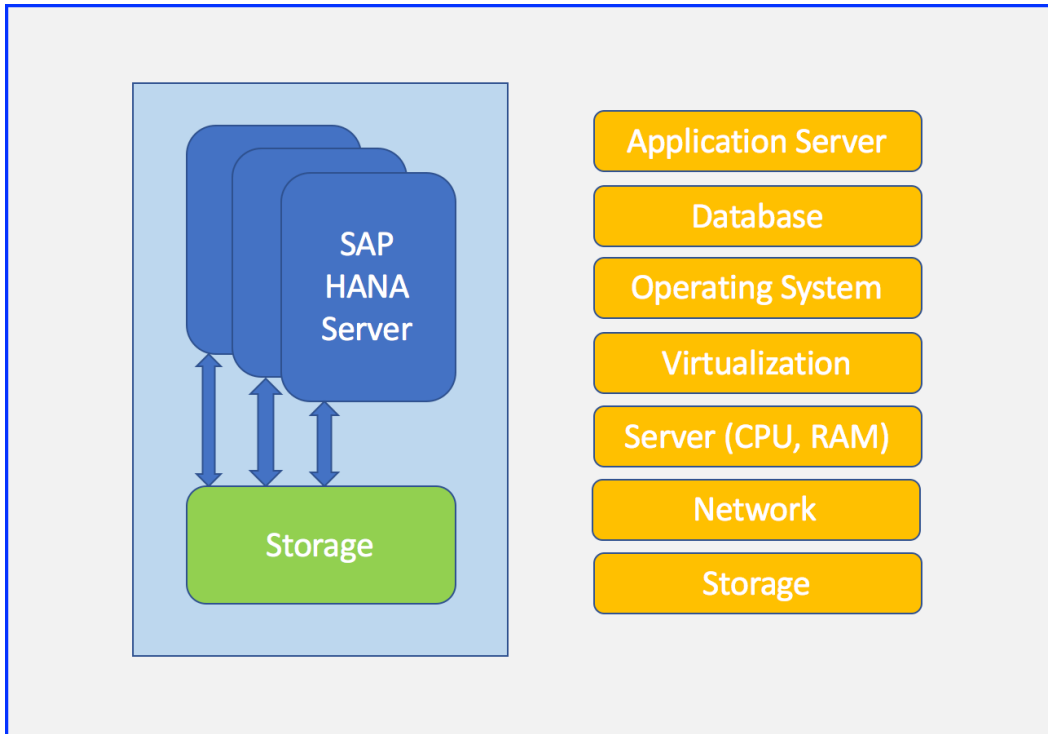 SAP
HANA
Server
Storage
Application Server
Database
Operating System
Virtualization
Server (CPU, RAM)
Network
Storage